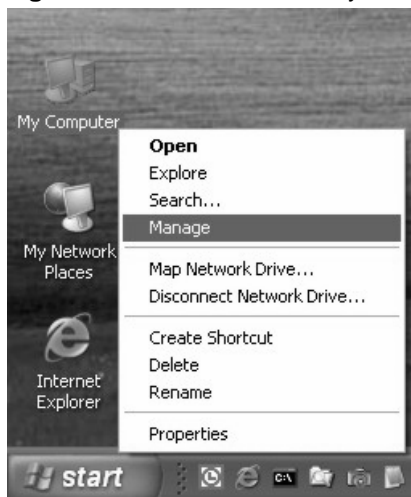 My Computer
Open
Explore
Search...
Manage
My Network
Places
Map Network Drive...
Disconnect Network Drive...
Create Shortcut
Delete
Rename
Internet
Explorer
Properties
start
C:\